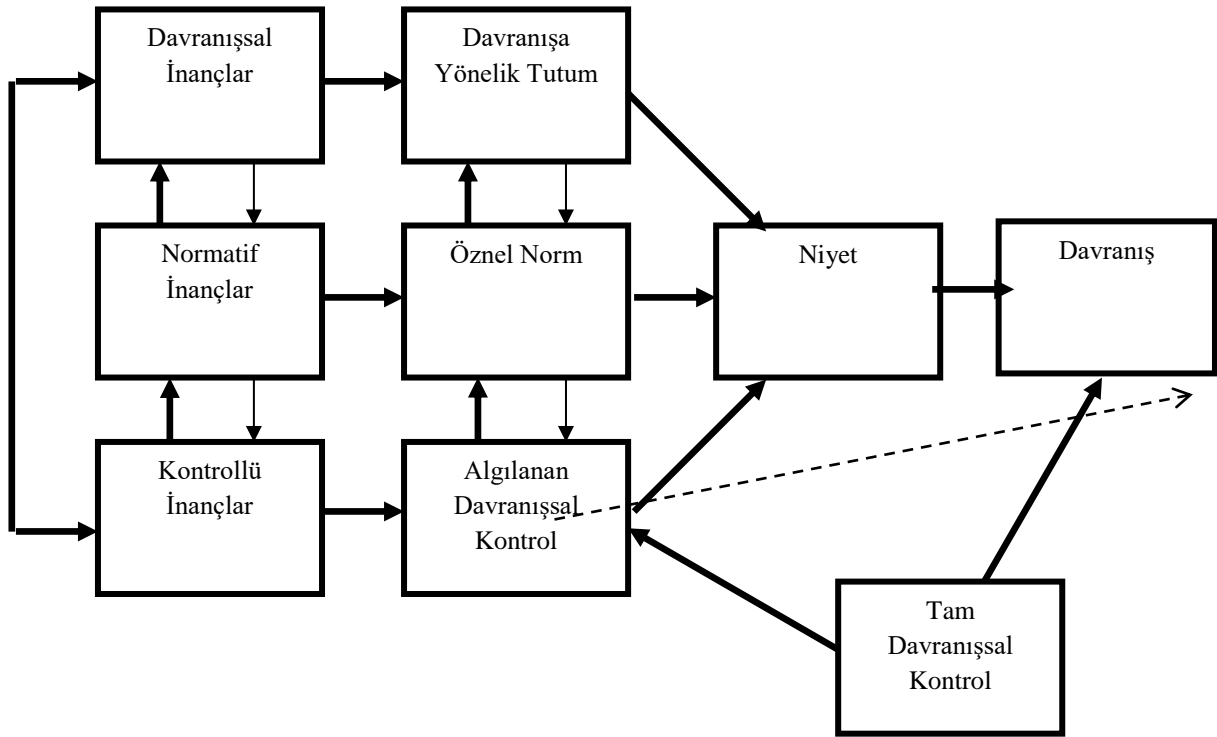 Davranışsal
İnançlar
Davranışa
Yönelik Tutum
Normatif
İnançlar
Öznel Norm
Niyet
Davranış
Kontrollü
İnançlar
Algılanan
Davranışsal
Kontrol
Tam
Davranışsal
Kontrol